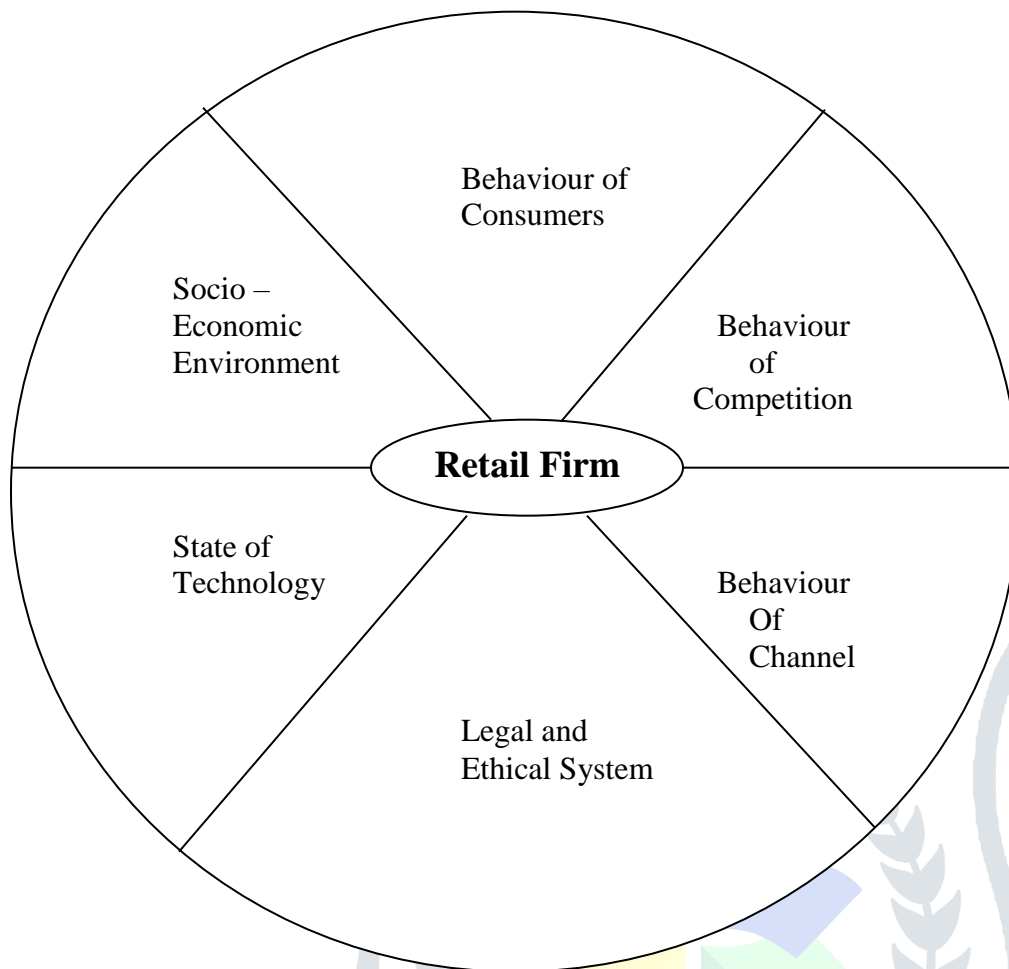 Behaviour of
Consumers
Socio –
Economic
Environment
Behaviour
of
Competition
Retail Firm
State of
Technology
Behaviour
Of
Channel
Legal and
Ethical System